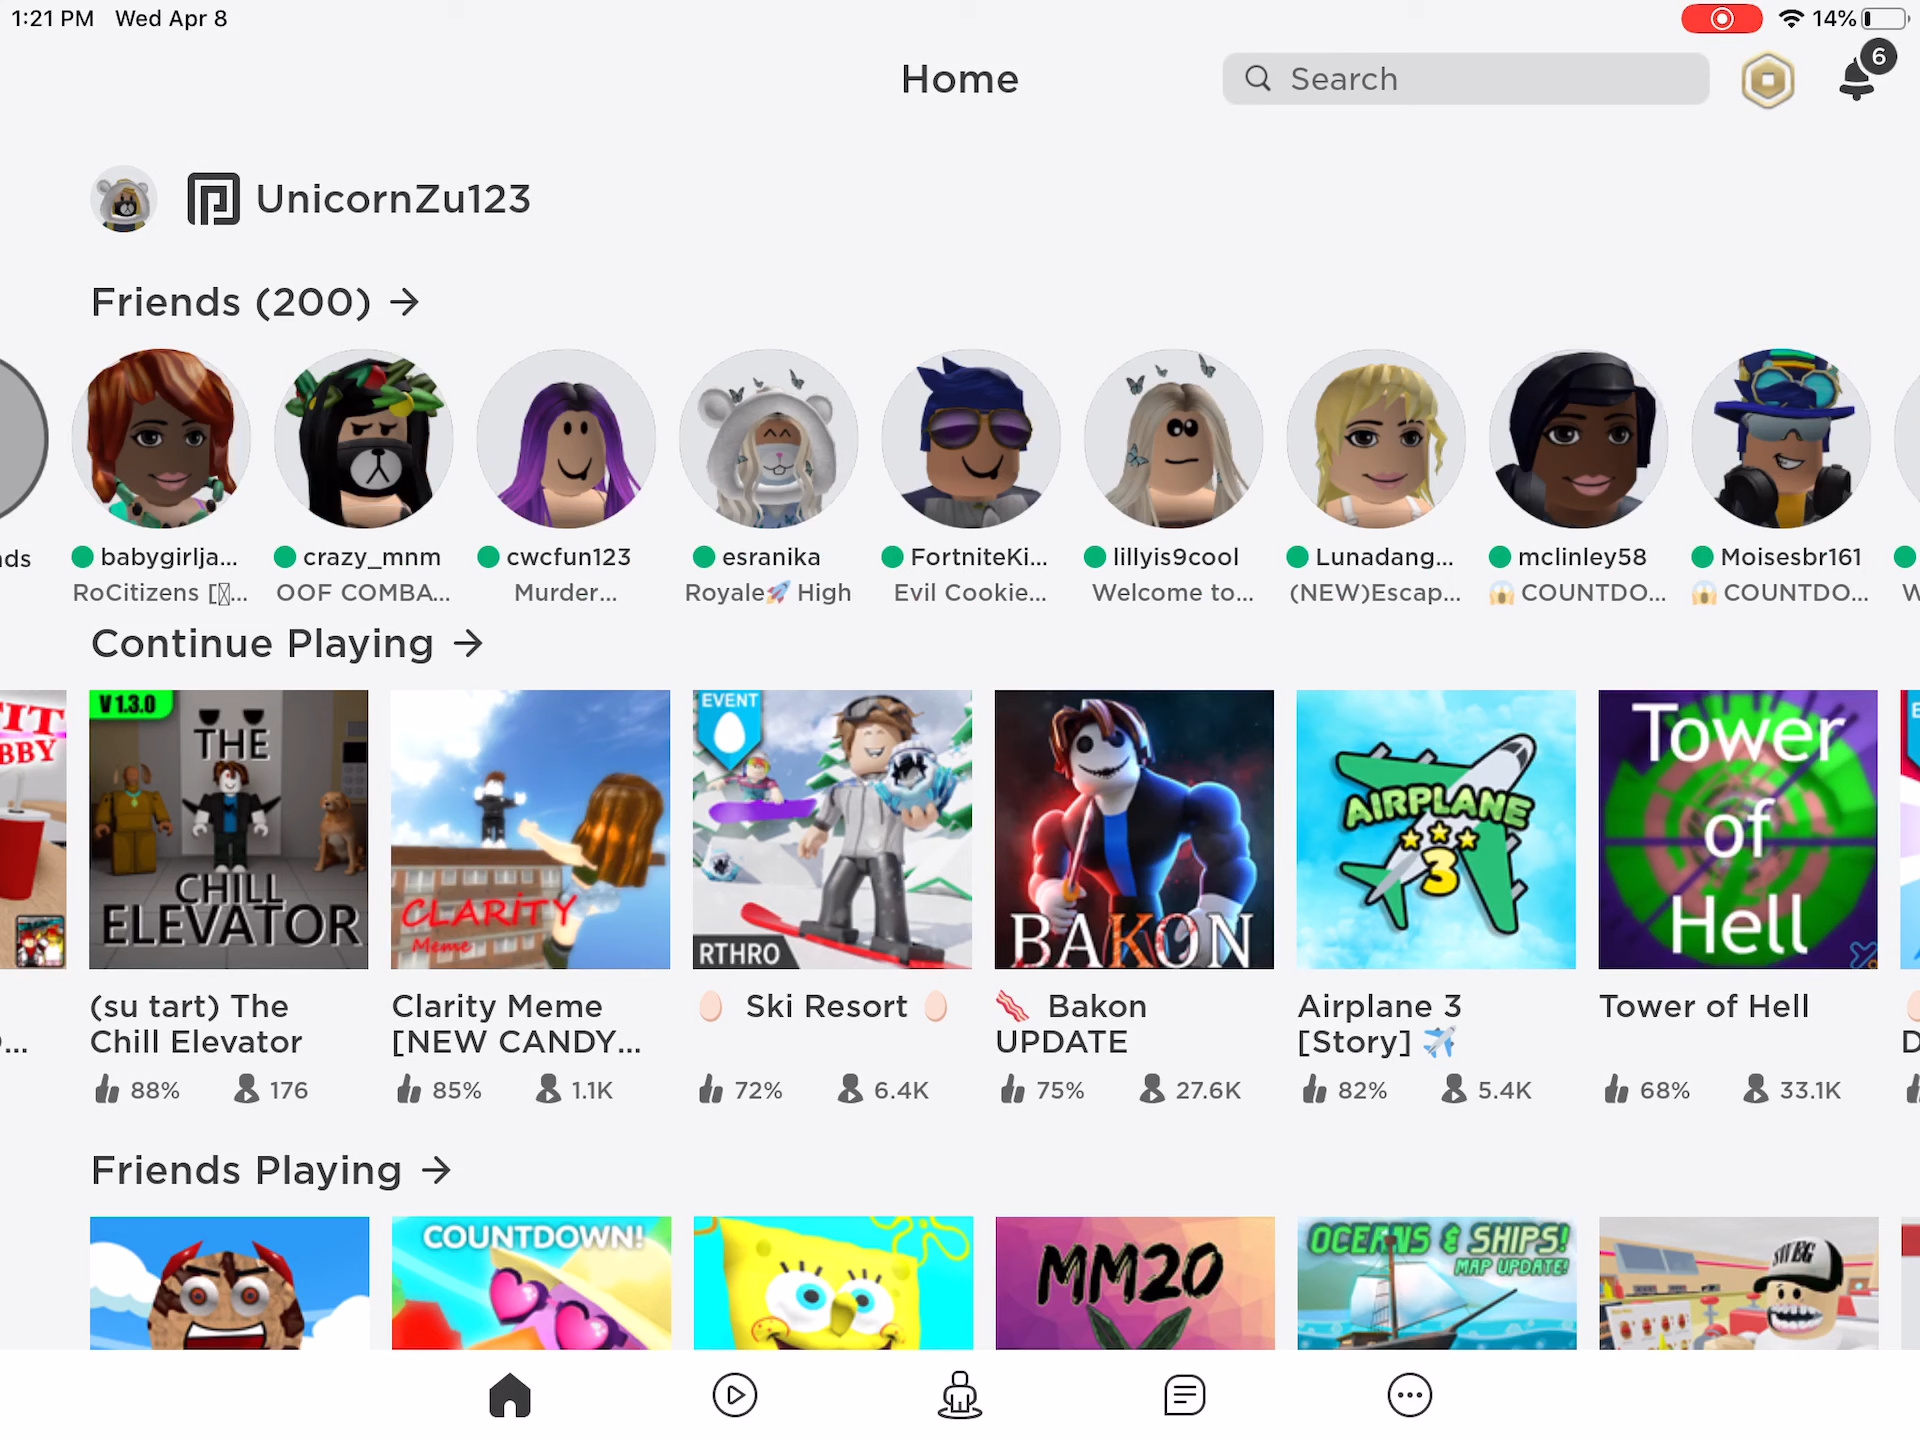 1:21 PM Wed Apr 8
14%
Home
Search
6
UnicornZu123
Friends (200) →
ds
babygirlja...
crazy_mnm
cwcfun123
esranika
FortniteKi...
lillyis9cool
Lunadang...
mclinley58
Moisesbr161
RoCitizens [...
OOF COMBA...
Murder...
Royale🚀 High
Evil Cookie...
Welcome to...
(NEW)Escap...
😱 COUNTDO...
😱 COUNTDO...
Continue Playing →
V 1.3.0
THE
CHILL
ELEVATOR
CLARITY
Meme
EVENT
RTHRO
BAKON
AIRPLANE
3
Tower
of
Hell
(su tart) The
Chill Elevator
Clarity Meme
[NEW CANDY...
🥚 Ski Resort 🥚
🥓 Bakon
UPDATE
Airplane 3
[Story] ✈️
Tower of Hell
88% 176
85% 1.1K
72% 6.4K
75% 27.6K
82% 5.4K
68% 33.1K
Friends Playing →
COUNTDOWN!
MM20
OCEANS & SHIPS!
MAP UPDATE!